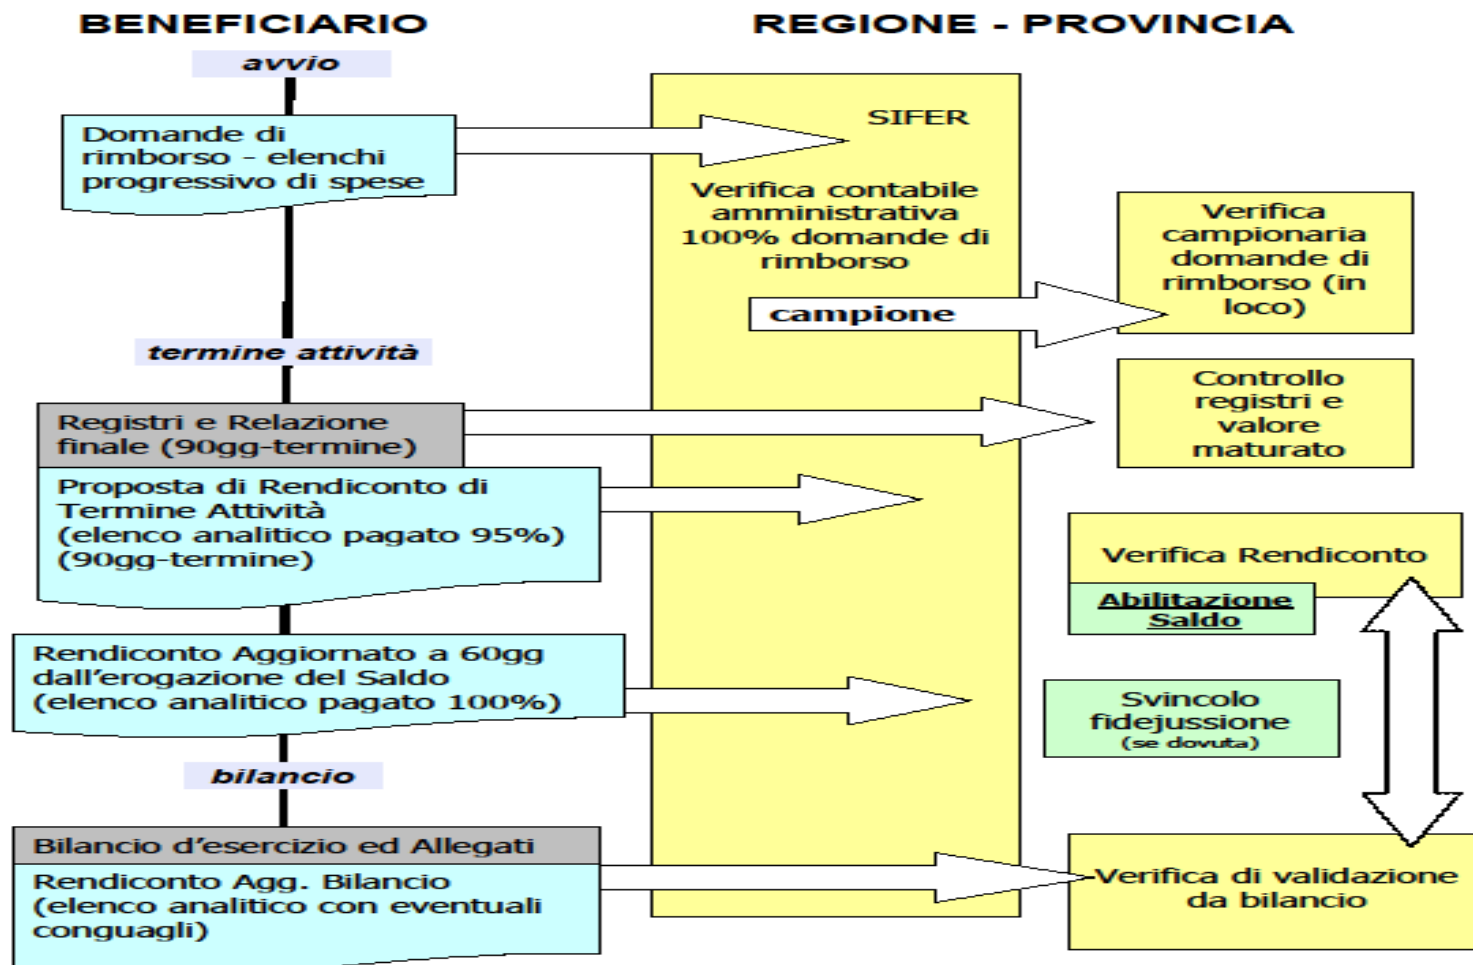 BENEFICIARIO
REGIONE - PROVINCIA
avvio
Domande di
rimborso - elenchi
progressivo di spese
SIFER
Verifica contabile
amministrativa
100% domande di
rimborso
Verifica
campionaria
domande di
rimborso (in
loco)
campione
termine attività
Controllo
registri e
valore
maturato
Registri e Relazione
finale (90gg-termine)
Proposta di Rendiconto di
Termine Attività
(elenco analitico pagato 95%)
(90gg-termine)
Verifica Rendiconto
Abilitazione
Saldo
Rendiconto Aggiornato a 60gg
dall'erogazione del Saldo
(elenco analitico pagato 100%)
Svincolo
fidejussione
(se dovuta)
bilancio
Bilancio d'esercizio ed Allegati
Rendiconto Agg. Bilancio
(elenco analitico con eventuali
conguagli)
Verifica di validazione
da bilancio